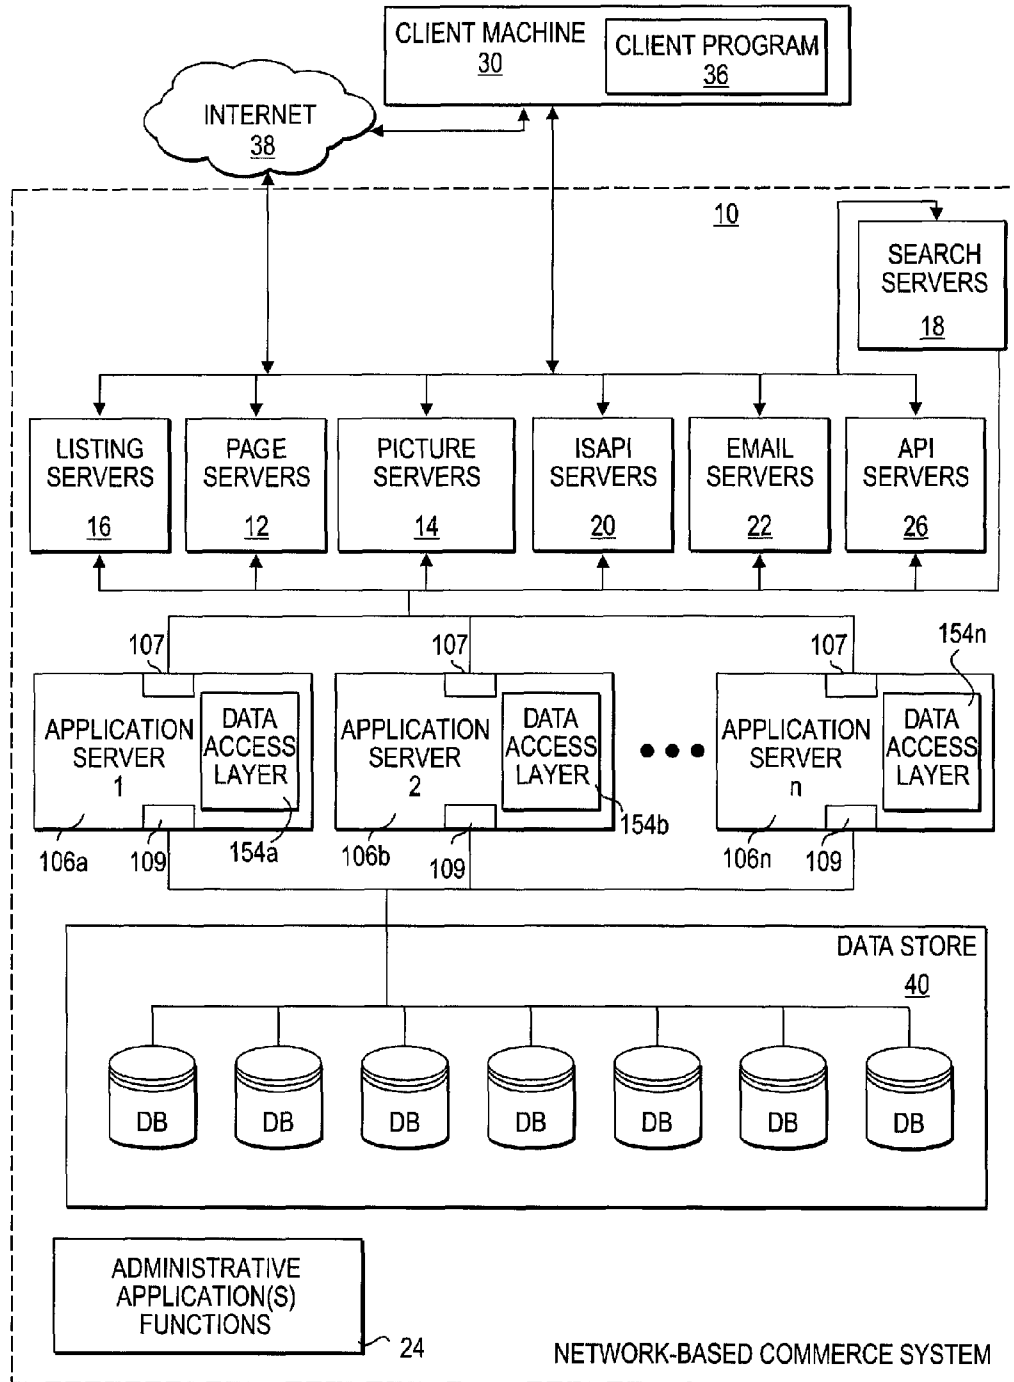 CLIENT MACHINE
30
CLIENT PROGRAM
36
INTERNET
38
10
SEARCH
SERVERS
18
LISTING
SERVERS
16
PAGE
SERVERS
12
PICTURE
SERVERS
14
ISAPI
SERVERS
20
EMAIL
SERVERS
22
API
SERVERS
26
107
107
107
154n
APPLICATION
SERVER
1
DATA
ACCESS
LAYER
APPLICATION
SERVER
2
DATA
ACCESS
LAYER
APPLICATION
SERVER
n
DATA
ACCESS
LAYER
106a
109
154a
106b
109
154b
106n
109
DATA STORE
40
DB
DB
DB
DB
DB
DB
DB
ADMINISTRATIVE
APPLICATION(S)
FUNCTIONS
24
NETWORK-BASED COMMERCE SYSTEM